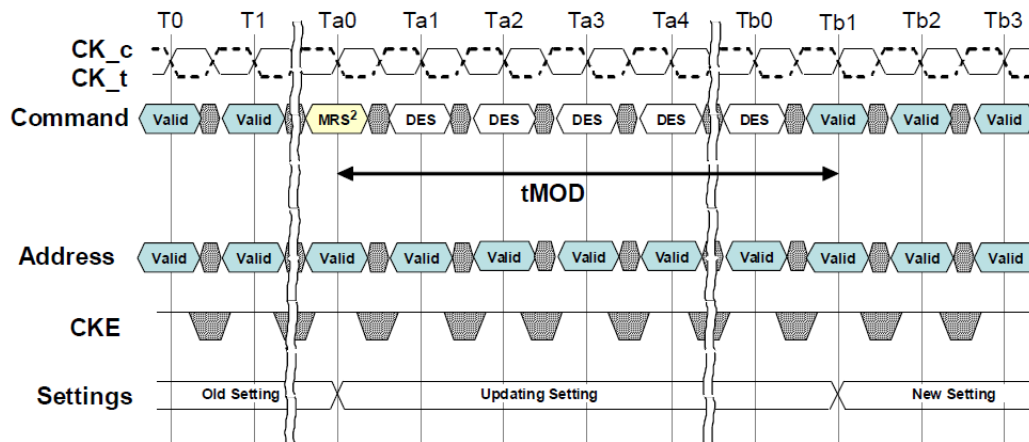 T0 T1 Ta0 Ta1 Ta2 Ta3 Ta4 Tb0 Tb1 Tb2 Tb3
CK_c
CK_t
Command Valid Valid MRS² DES DES DES DES DES Valid Valid Valid
tMOD
Address Valid Valid Valid Valid Valid Valid Valid Valid Valid Valid Valid
CKE
Settings Old Setting Updating Setting New Setting